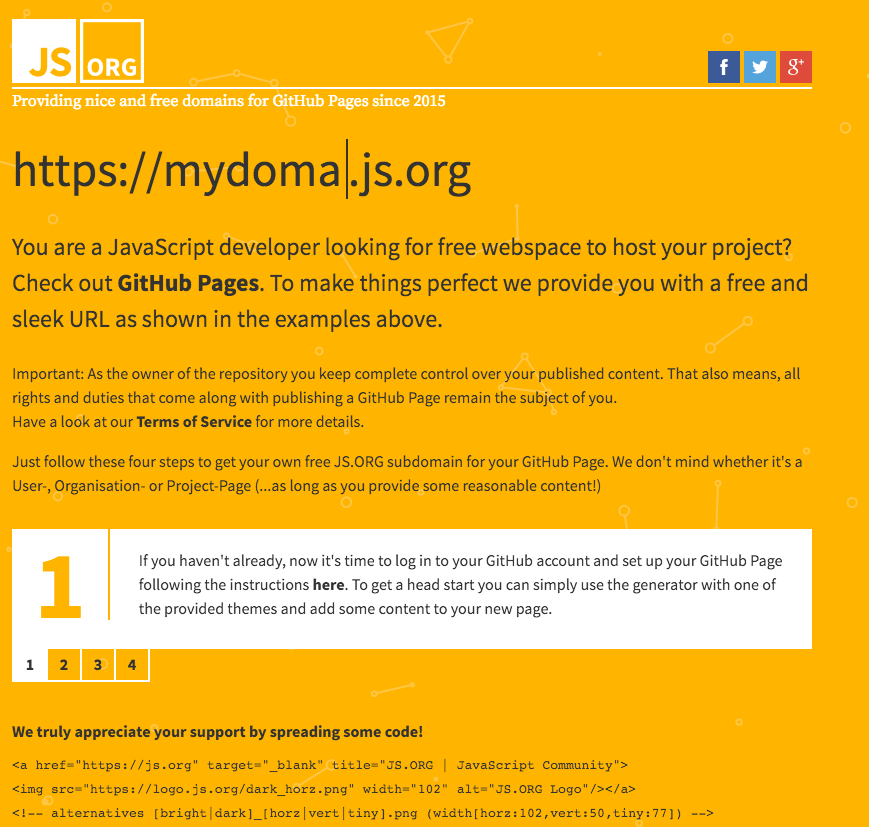 JS ORG
Providing nice and free domains for GitHub Pages since 2015
https://mydoma.js.org
You are a JavaScript developer looking for free webspace to host your project?
Check out GitHub Pages. To make things perfect we provide you with a free and
sleek URL as shown in the examples above.
Important: As the owner of the repository you keep complete control over your published content. That also means, all
rights and duties that come along with publishing a GitHub Page remain the subject of you.
Have a look at our Terms of Service for more details.
Just follow these four steps to get your own free JS.ORG subdomain for your GitHub Page. We don't mind whether it's a
User-, Organisation- or Project-Page (...as long as you provide some reasonable content!)
1
If you haven't already, now it's time to log in to your GitHub account and set up your GitHub Page
following the instructions here. To get a head start you can simply use the generator with one of
the provided themes and add some content to your new page.
1 2 3 4
We truly appreciate your support by spreading some code!
<a href="https://js.org" target="_blank" title="JS.ORG | JavaScript Community">
<img src="https://logo.js.org/dark_horz.png" width="102" alt="JS.ORG Logo"/></a>
<!-- alternatives [bright|dark]_[horz|vert|tiny].png (width[horz:102,vert:50,tiny:77]) -->